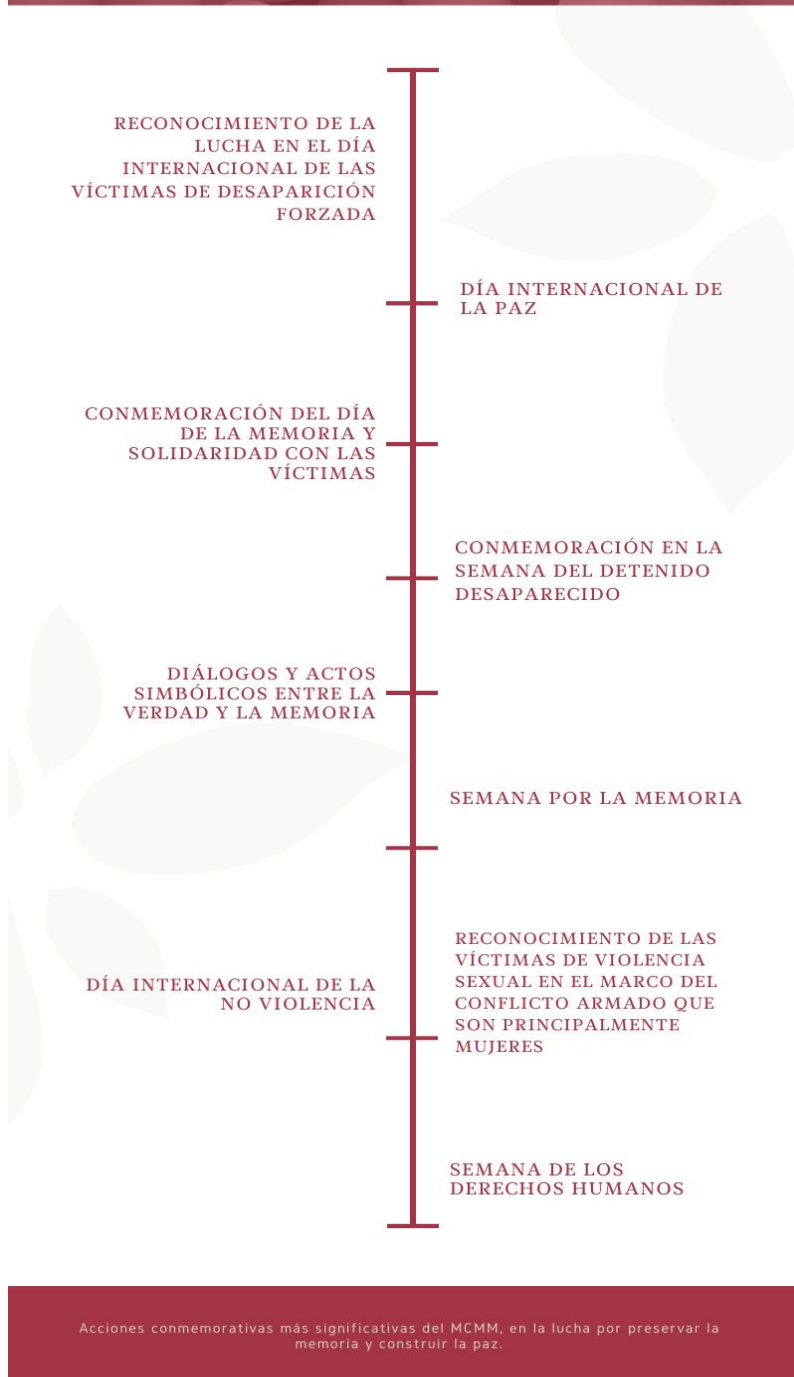 RECONOCIMIENTO DE LA
LUCHA EN EL DÍA
INTERNACIONAL DE LAS
VÍCTIMAS DE DESAPARICIÓN
FORZADA
DÍA INTERNACIONAL DE
LA PAZ
CONMEMORACIÓN DEL DÍA
DE LA MEMORIA Y
SOLIDARIDAD CON LAS
VÍCTIMAS
CONMEMORACIÓN EN LA
SEMANA DEL DETENIDO
DESAPARECIDO
DIÁLOGOS Y ACTOS
SIMBÓLICOS ENTRE LA
VERDAD Y LA MEMORIA
SEMANA POR LA MEMORIA
DÍA INTERNACIONAL DE LA
NO VIOLENCIA
RECONOCIMIENTO DE LAS
VÍCTIMAS DE VIOLENCIA
SEXUAL EN EL MARCO DEL
CONFLICTO ARMADO QUE
SON PRINCIPALMENTE
MUJERES
SEMANA DE LOS
DERECHOS HUMANOS
Acciones conmemorativas más significativas del MCMM, en la lucha por preservar la
memoria y construir la paz.